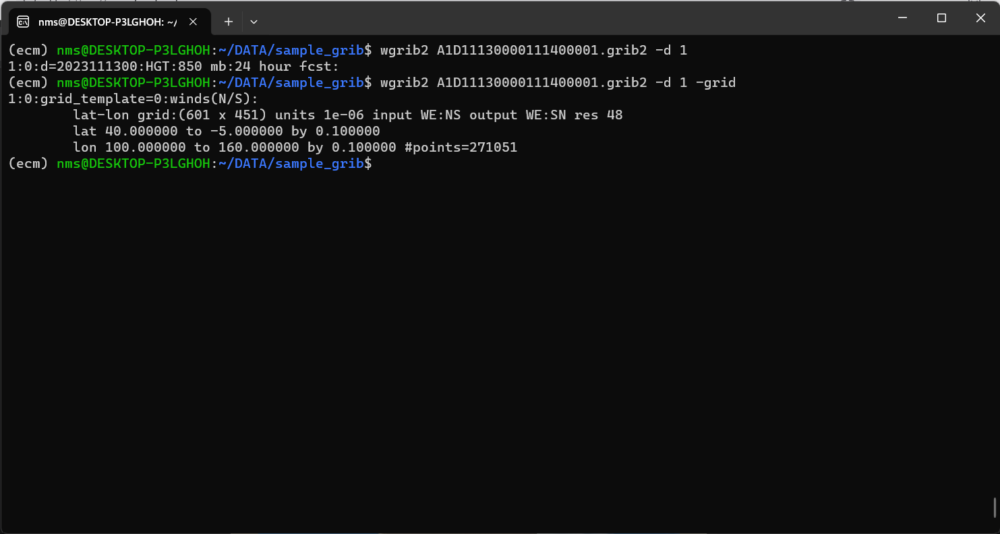 nms@DESKTOP-P3LGHOH: ~/
(ecm) nms@DESKTOP-P3LGHOH:~/DATA/sample_grib$ wgrib2 A1D11130000111400001.grib2 -d 1
1:0:d=2023111300:HGT:850 mb:24 hour fcst:
(ecm) nms@DESKTOP-P3LGHOH:~/DATA/sample_grib$ wgrib2 A1D11130000111400001.grib2 -d 1 -grid
1:0:grid_template=0:winds(N/S):
        lat-lon grid:(601 x 451) units 1e-06 input WE:NS output WE:SN res 48
        lat 40.000000 to -5.000000 by 0.100000
        lon 100.000000 to 160.000000 by 0.100000 #points=271051
(ecm) nms@DESKTOP-P3LGHOH:~/DATA/sample_grib$